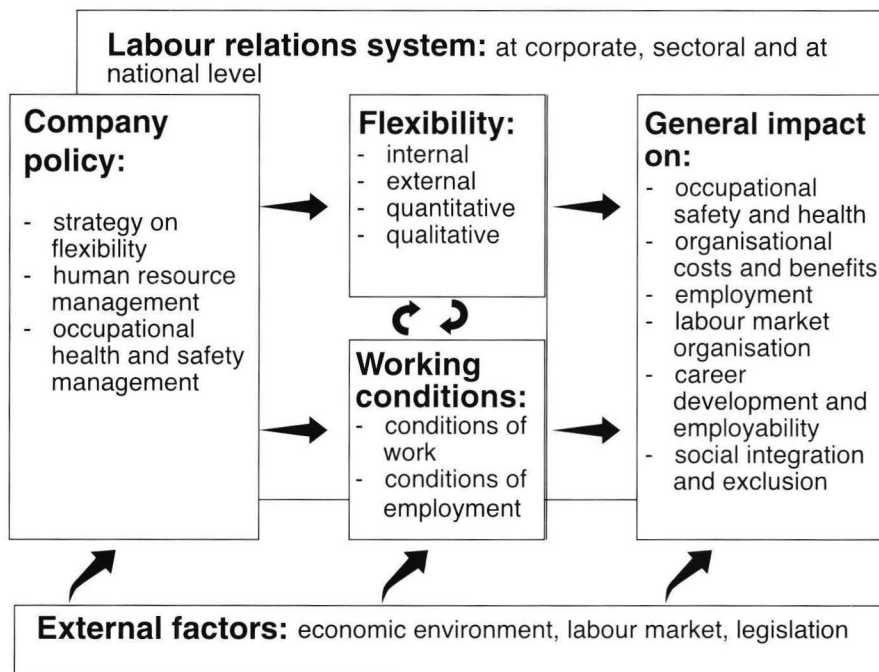 Labour relations system: at corporate, sectoral and at
national level
Company
policy:
- strategy on
flexibility
- human resource
management
- occupational
health and safety
management
Flexibility:
- internal
- external
- quantitative
- qualitative
Working
conditions:
- conditions of
work
- conditions of
employment
General impact
on:
- occupational
safety and health
- organisational
costs and benefits
- employment
- labour market
organisation
- career
development and
employability
- social integration
and exclusion
External factors: economic environment, labour market, legislation